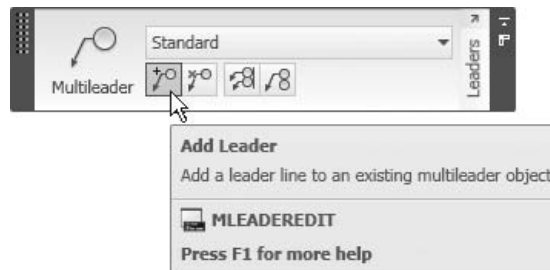 Standard
Multileader
Leaders
Add Leader
Add a leader line to an existing multileader object
MLEADEREDIT
Press F1 for more help